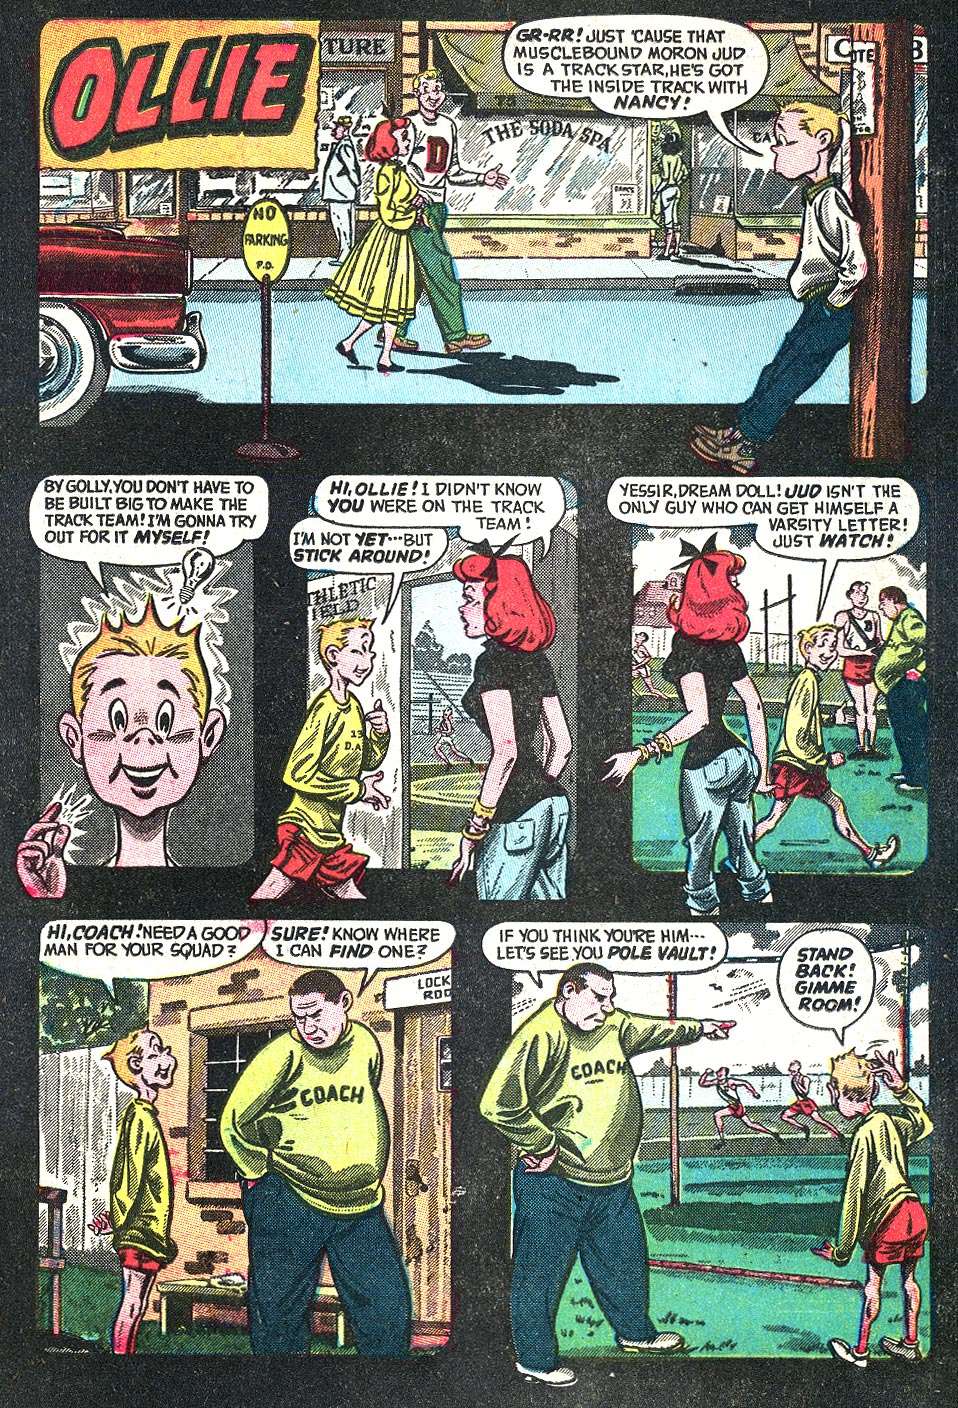 OLLIE
TURE
THE SODA SPA
NO
PARKING
P.D.
D
GR-RR! JUST 'CAUSE THAT
MUSCLEBOUND MORON JUD
IS A TRACK STAR, HE'S GOT
THE INSIDE TRACK WITH
NANCY!
BY GOLLY, YOU DON'T HAVE TO
BE BUILT BIG TO MAKE THE
TRACK TEAM! I'M GONNA TRY
OUT FOR IT MYSELF!
HI, OLLIE! I DIDN'T KNOW
YOU WERE ON THE TRACK
TEAM!
I'M NOT YET---BUT
STICK AROUND!
HLETIC
IELD
13
D.A
YESSIR, DREAM DOLL! JUD ISN'T THE
ONLY GUY WHO CAN GET HIMSELF A
VARSITY LETTER!
JUST WATCH!
HI, COACH! NEED A GOOD
MAN FOR YOUR SQUAD?
SURE! KNOW WHERE
I CAN FIND ONE?
LOCK
ROO
COACH
IF YOU THINK YOU'RE HIM---
LET'S SEE YOU POLE VAULT!
STAND
BACK!
GIMME
ROOM!
COACH